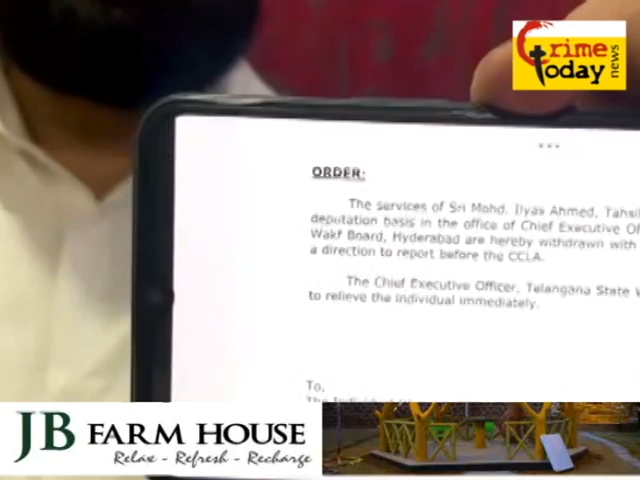 Crime
Today
news
ORDER:
The services of Sri Mohd. Ilyas Ahmed, Tahsil
deputation basis in the office of Chief Executive Of
Wakf Board, Hyderabad are hereby withdrawn with
a direction to report before the CCLA.
The Chief Executive Officer, Telangana State W
to relieve the individual immediately.
To,
JB FARM HOUSE
Relax - Refresh - Recharge